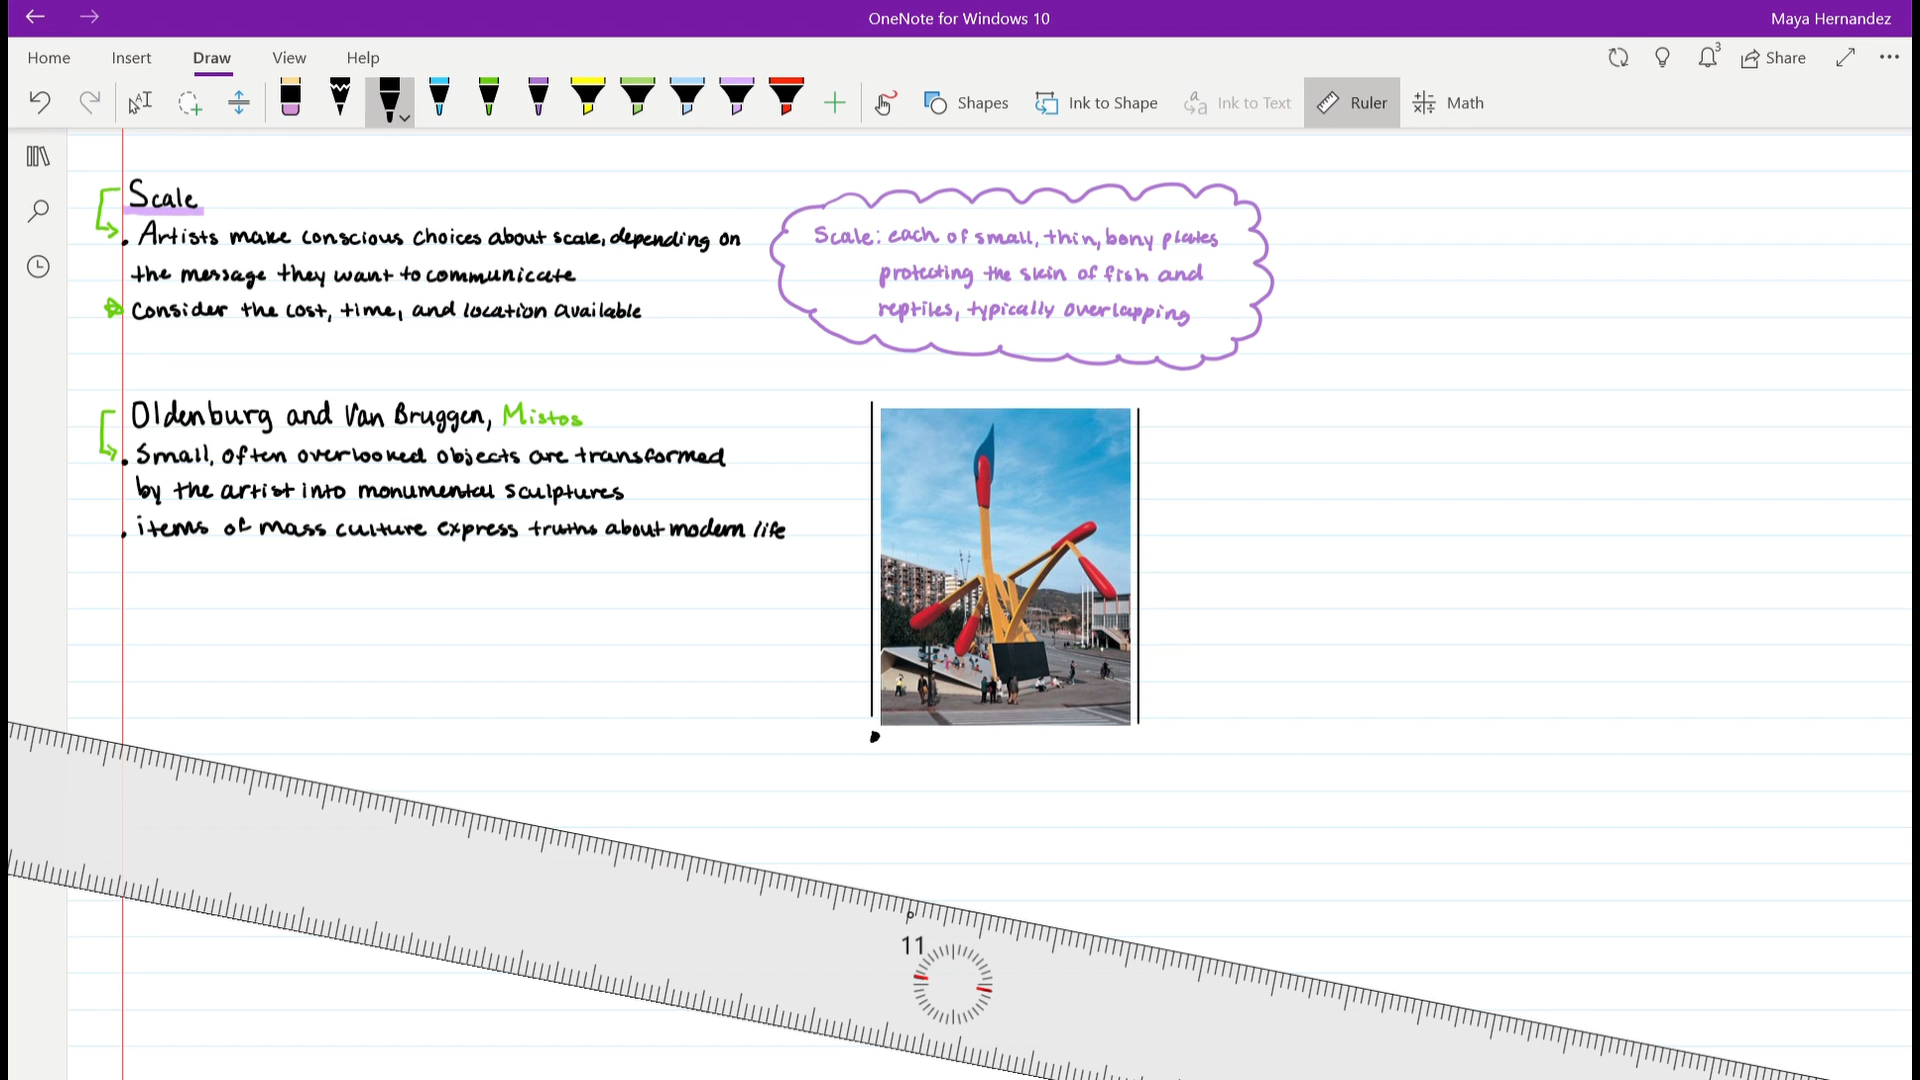 OneNote for Windows 10
Maya Hernandez
Home Insert Draw View Help
3
Share
Shapes
Ink to Shape
Ink to Text
Ruler
Math
Scale
• Artists make conscious choices about scale, depending on
the message they want to communicate
Consider the cost, time, and location available
Scale: each of small, thin, bony plates
protecting the skin of fish and
reptiles, typically overlapping
Oldenburg and Van Bruggen, Mistos
• Small, often overlooked objects are transformed
by the artist into monumental sculptures
• items of mass culture express truths about modern life
11°